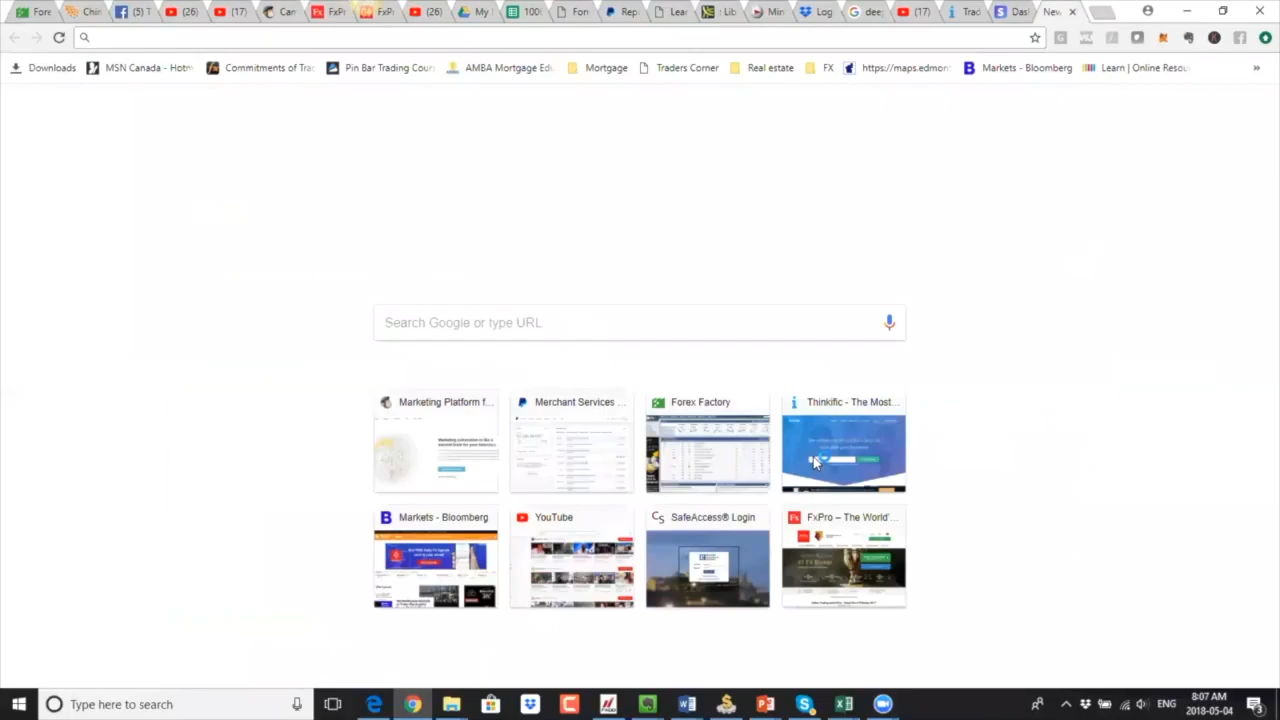 Fore
Chin
(5) T
(26)
(17)
Can
FxPr
FxPr
(26)
My
100
For
Rep
Lear
: Lib
Min
Log
deep
(17)
Trad
Das
New
Downloads
MSN Canada - Hotm
Commitments of Trac
Pin Bar Trading Cour
AMBA Mortgage Edu
Mortgage
Traders Corner
Real estate
FX
https://maps.edmon
Markets - Bloomberg
Learn | Online Resou
»
Search Google or type URL
Marketing Platform f...
Merchant Services ...
Forex Factory
Thinkific - The Most...
Markets - Bloomberg
YouTube
SafeAccess® Login
FxPro – The World'...
Type here to search
ENG
8:07 AM
2018-05-04